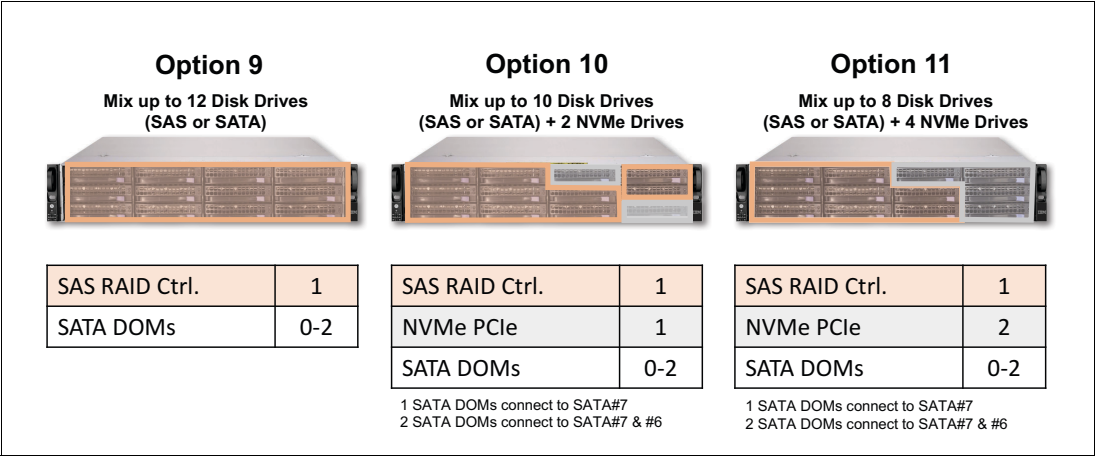 Option 9
Mix up to 12 Disk Drives
(SAS or SATA)
SAS RAID Ctrl. 1
SATA DOMs 0-2
Option 10
Mix up to 10 Disk Drives
(SAS or SATA) + 2 NVMe Drives
SAS RAID Ctrl. 1
NVMe PCIe 1
SATA DOMs 0-2
1 SATA DOMs connect to SATA#7
2 SATA DOMs connect to SATA#7 & #6
Option 11
Mix up to 8 Disk Drives
(SAS or SATA) + 4 NVMe Drives
SAS RAID Ctrl. 1
NVMe PCIe 2
SATA DOMs 0-2
1 SATA DOMs connect to SATA#7
2 SATA DOMs connect to SATA#7 & #6